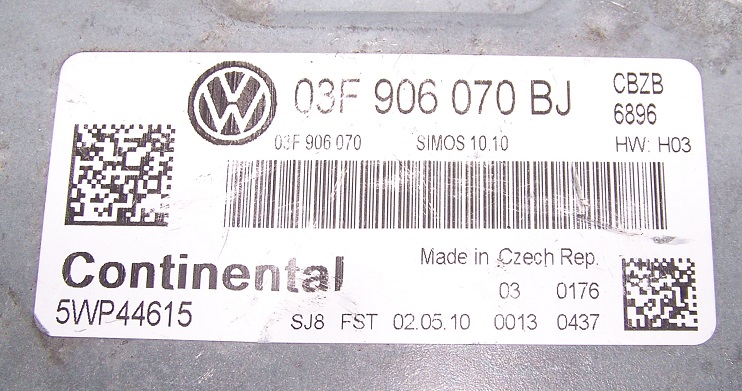 03F 906 070 BJ CBZB
6896
03F 906 070 SIMOS 10.10 HW: H03
Continental Made in Czech Rep.
03 0176
5WP44615 SJ8 FST 02.05.10 0013 0437